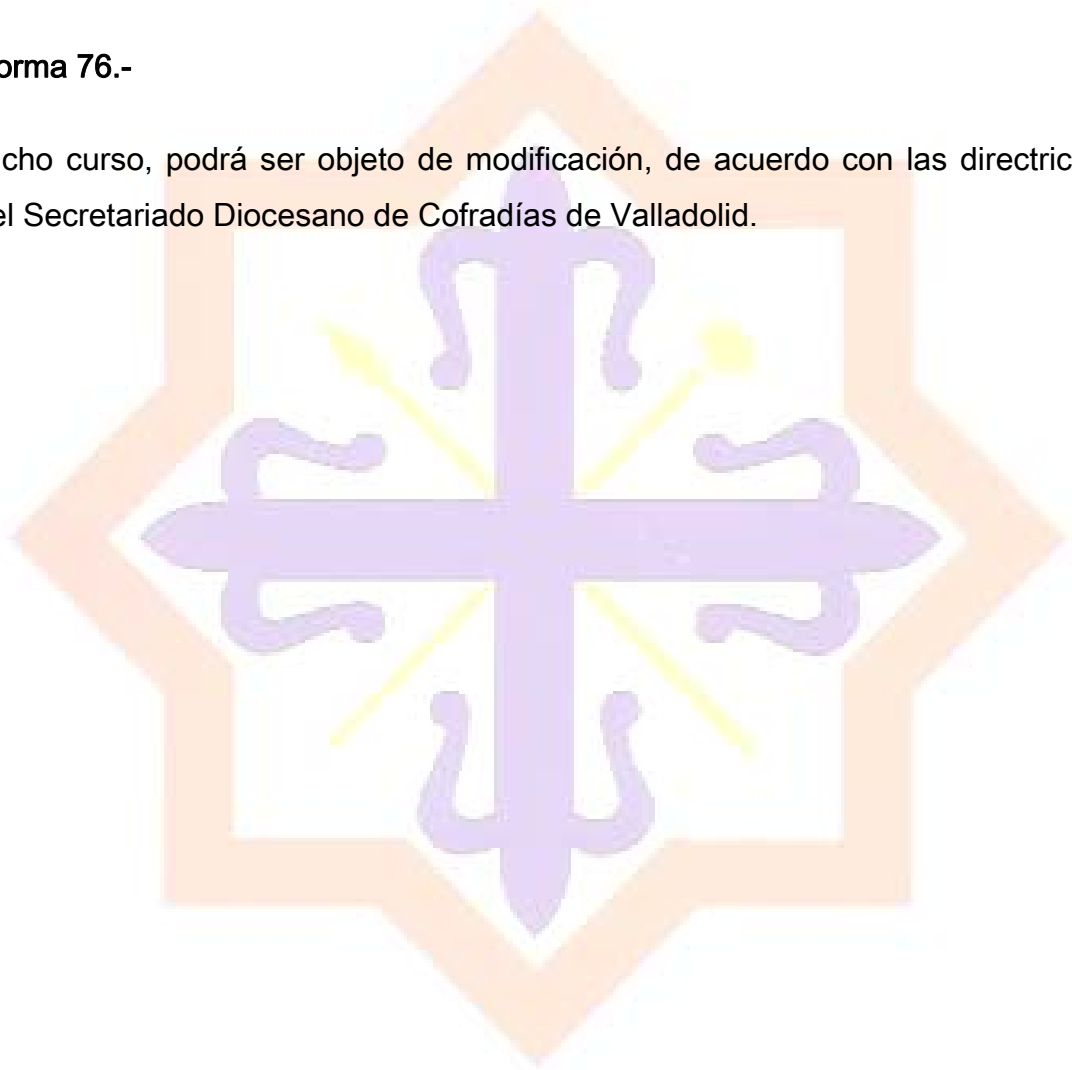 orma 76.-
cho curso, podrá ser objeto de modificación, de acuerdo con las directric
el Secretariado Diocesano de Cofradías de Valladolid.